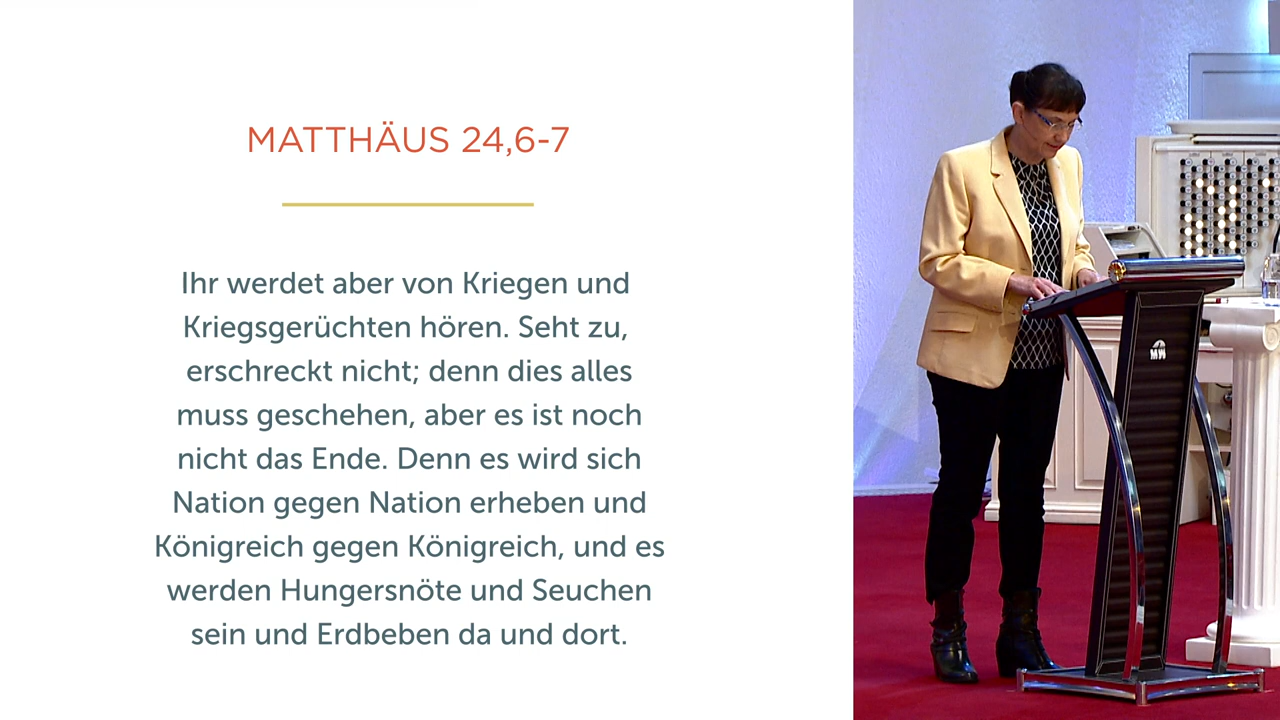 MATTHÄUS 24,6-7
Ihr werdet aber von Kriegen und
Kriegsgerüchten hören. Seht zu,
erschreckt nicht; denn dies alles
muss geschehen, aber es ist noch
nicht das Ende. Denn es wird sich
Nation gegen Nation erheben und
Königreich gegen Königreich, und es
werden Hungersnöte und Seuchen
sein und Erdbeben da und dort.
MW